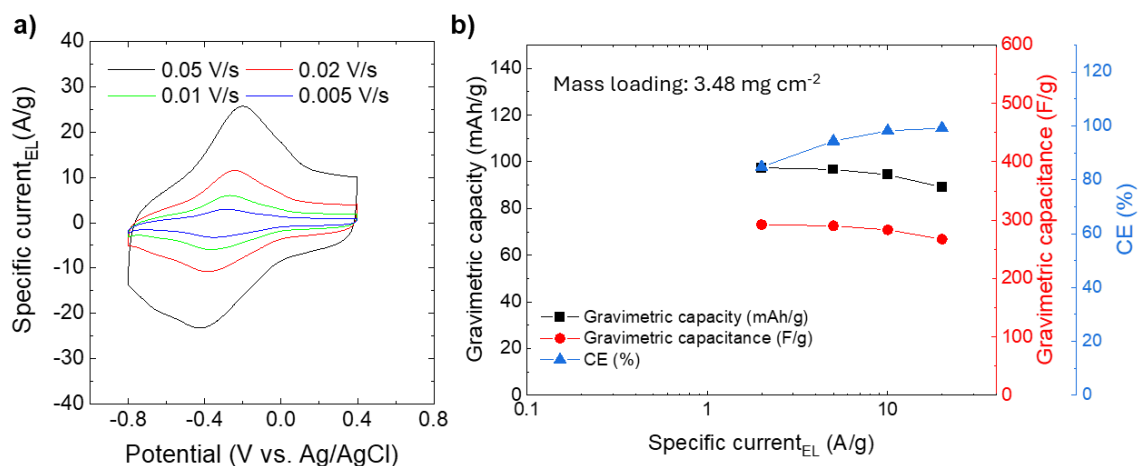 a)
40
30
20
10
0
-10
-20
-30
-40
Specific current_EL(A/g)
0.05 V/s
0.02 V/s
0.01 V/s
0.005 V/s
-0.8
-0.4
0.0
0.4
0.8
Potential (V vs. Ag/AgCl)
b)
Mass loading: 3.48 mg cm⁻²
Gravimetric capacity (mAh/g)
140
120
100
80
60
40
20
0
Gravimetric capacity (mAh/g)
Gravimetric capacitance (F/g)
CE (%)
0.1
1
10
Specific current_EL (A/g)
600
500
400
300
200
100
0
Gravimetric capacitance (F/g)
120
100
80
60
40
20
0
CE (%)